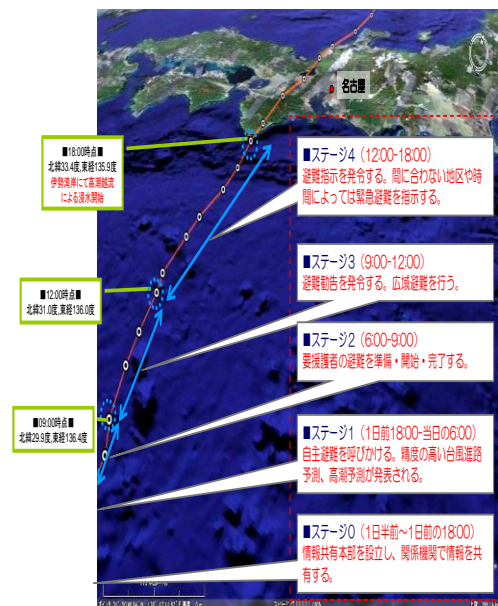 名古屋
■18:00時点■
北緯33.4度,東経135.9度
伊勢湾岸にて高潮越流
による浸水開始
■ステージ4（12:00-18:00）
避難指示を発令する。間に合わない地区や時
間によっては緊急避難を指示する。
■ステージ3（9:00-12:00）
避難勧告を発令する。広域避難を行う。
■12:00時点■
北緯31.0度,東経136.0度
■ステージ2（6:00-9:00）
要援護者の避難を準備・開始・完了する。
■09:00時点■
北緯29.9度,東経136.4度
■ステージ1（1日前18:00-当日の6:00）
自主避難を呼びかける。精度の高い台風進路
予測、高潮予測が発表される。
■ステージ0（1日半前～1日前の18:00）
情報共有本部を設立し、関係機関で情報を共
有する。